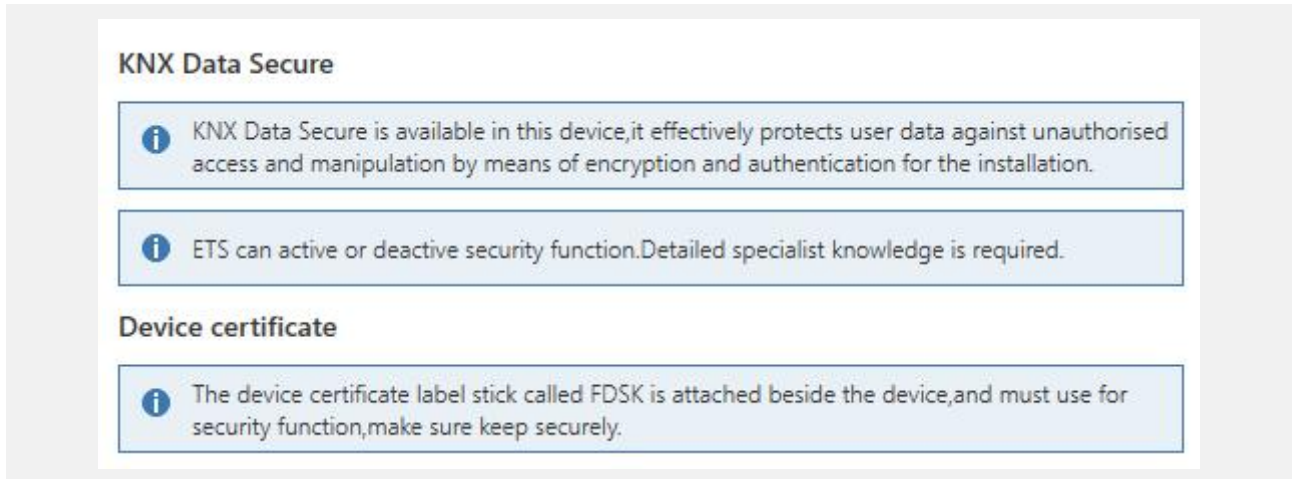 KNX Data Secure
KNX Data Secure is available in this device,it effectively protects user data against unauthorised
access and manipulation by means of encryption and authentication for the installation.
ETS can active or deactive security function.Detailed specialist knowledge is required.
Device certificate
The device certificate label stick called FDSK is attached beside the device,and must use for
security function,make sure keep securely.